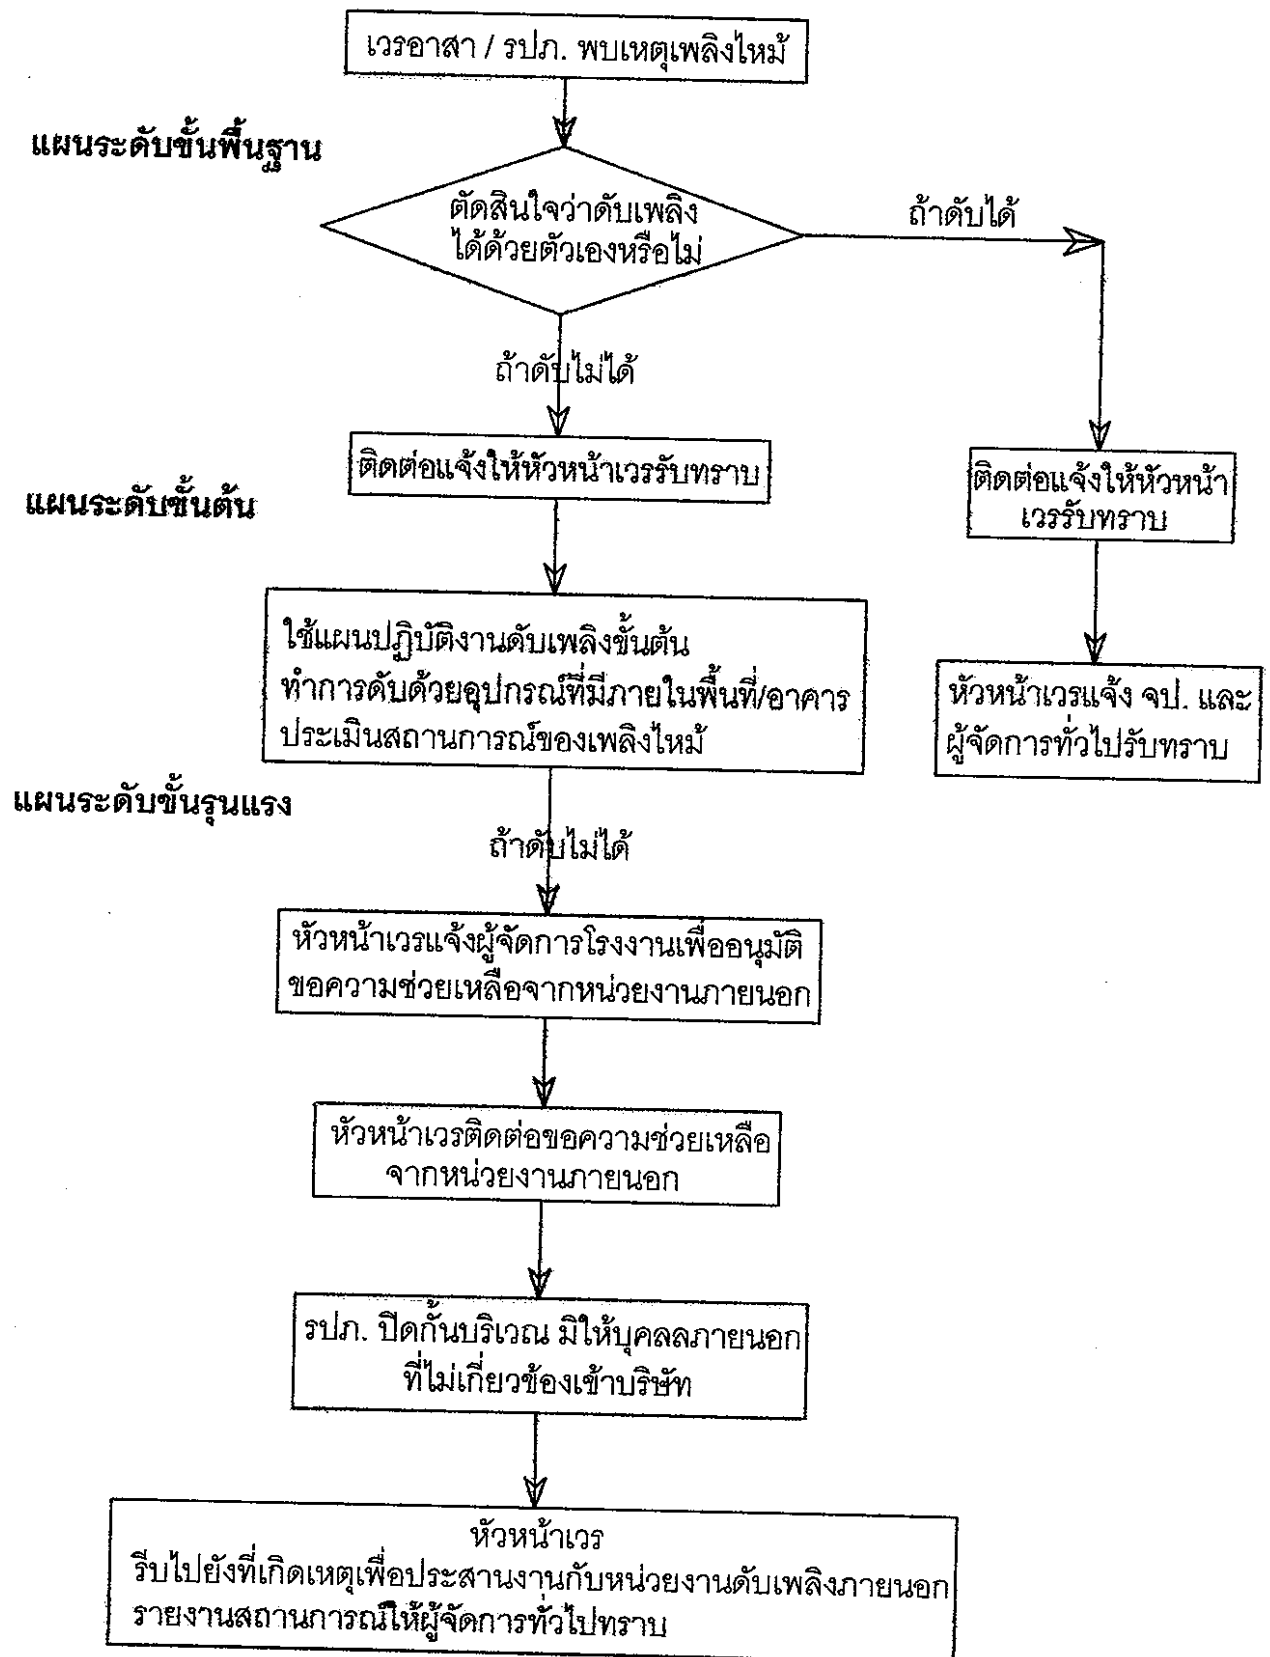 เวรอาสา / รปภ. พบเหตุเพลิงไหม้
แผนระดับขั้นพื้นฐาน
ตัดสินใจว่าดับเพลิง
ได้ด้วยตัวเองหรือไม่
ถ้าดับได้
ถ้าดับไม่ได้
ติดต่อแจ้งให้หัวหน้าเวรรับทราบ
ติดต่อแจ้งให้หัวหน้า
เวรรับทราบ
แผนระดับขั้นต้น
ใช้แผนปฏิบัติงานดับเพลิงขั้นต้น
ทำการดับด้วยอุปกรณ์ที่มีภายในพื้นที่/อาคาร
ประเมินสถานการณ์ของเพลิงไหม้
หัวหน้าเวรแจ้ง จป. และ
ผู้จัดการทั่วไปรับทราบ
แผนระดับขั้นรุนแรง
ถ้าดับไม่ได้
หัวหน้าเวรแจ้งผู้จัดการโรงงานเพื่ออนุมัติ
ขอความช่วยเหลือจากหน่วยงานภายนอก
หัวหน้าเวรติดต่อขอความช่วยเหลือ
จากหน่วยงานภายนอก
รปภ. ปิดกั้นบริเวณ มิให้บุคลลภายนอก
ที่ไม่เกี่ยวข้องเข้าบริษัท
หัวหน้าเวร
รีบไปยังที่เกิดเหตุเพื่อประสานงานกับหน่วยงานดับเพลิงภายนอก
รายงานสถานการณ์ให้ผู้จัดการทั่วไปทราบ